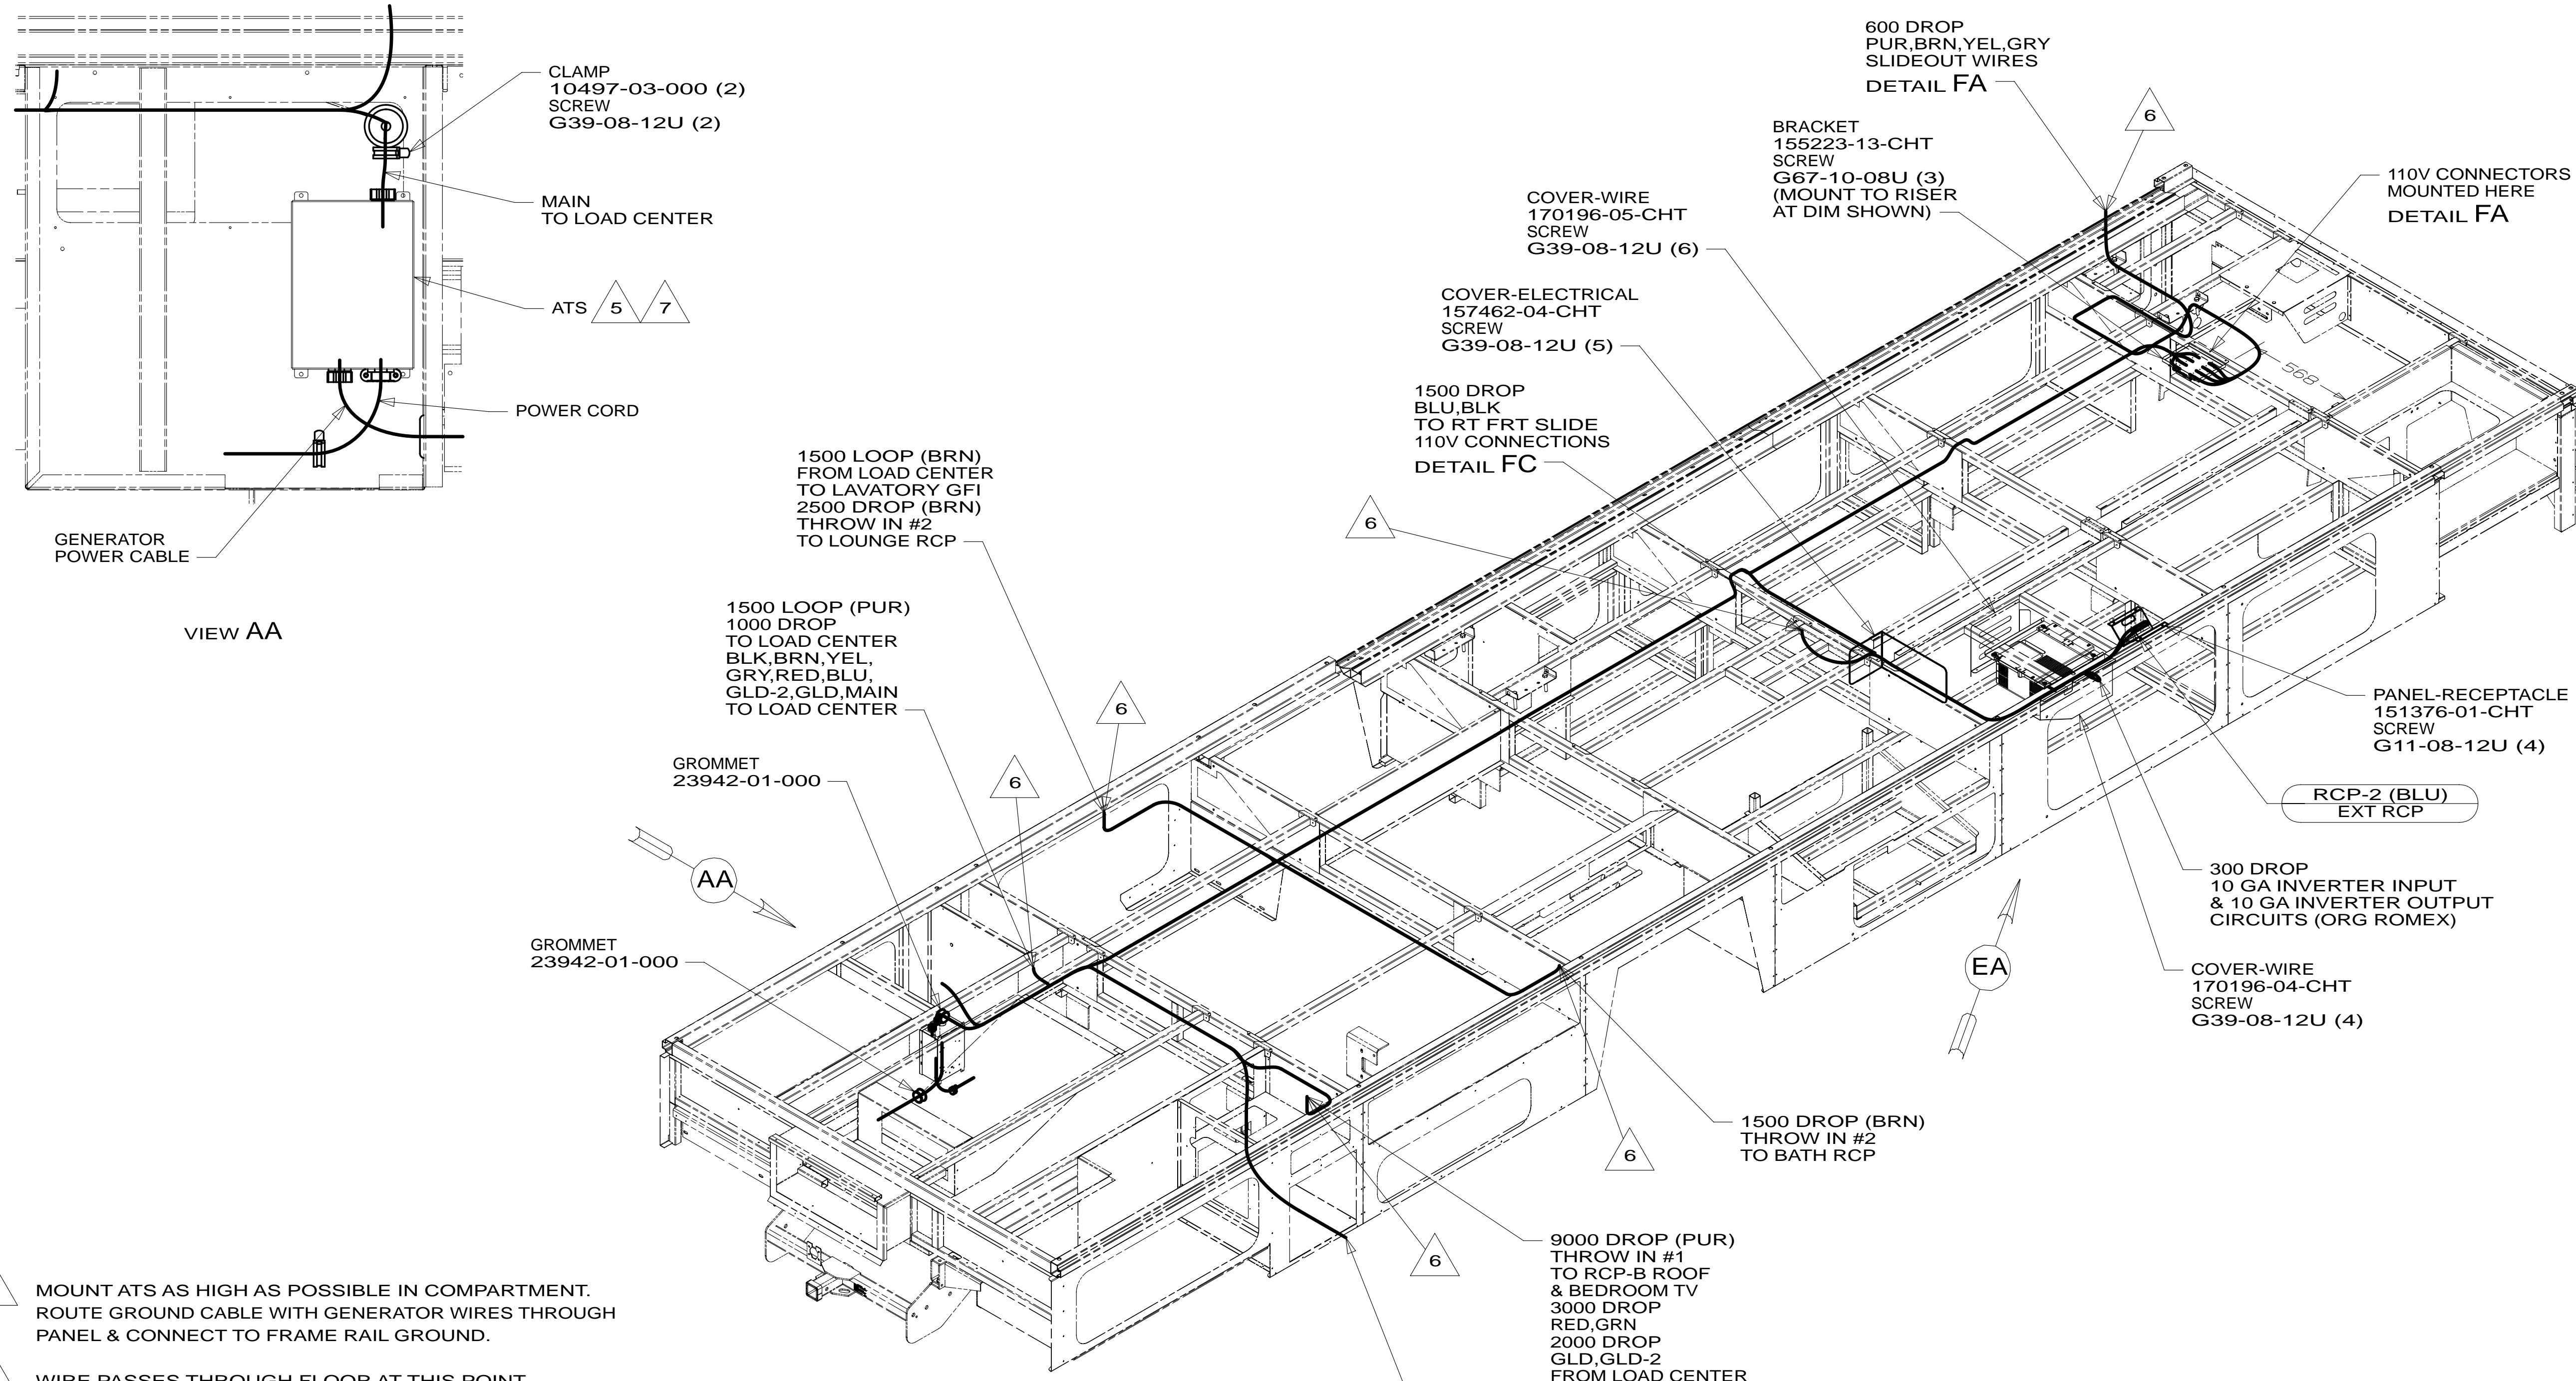 CLAMP
10497-03-000 (2)
SCREW
G39-08-12U (2)
MAIN
TO LOAD CENTER
ATS 5 7
POWER CORD
GENERATOR
POWER CABLE
VIEW AA
600 DROP
PUR,BRN,YEL,GRY
SLIDEOUT WIRES
DETAIL FA
6
BRACKET
155223-13-CHT
SCREW
G67-10-08U (3)
(MOUNT TO RISER
AT DIM SHOWN)
110V CONNECTORS
MOUNTED HERE
DETAIL FA
COVER-WIRE
170196-05-CHT
SCREW
G39-08-12U (6)
COVER-ELECTRICAL
157462-04-CHT
SCREW
G39-08-12U (5)
568
1500 DROP
BLU,BLK
TO RT FRT SLIDE
110V CONNECTIONS
DETAIL FC
6
1500 LOOP (BRN)
FROM LOAD CENTER
TO LAVATORY GFI
2500 DROP (BRN)
THROW IN #2
TO LOUNGE RCP
1500 LOOP (PUR)
1000 DROP
TO LOAD CENTER
BLK,BRN,YEL,
GRY,RED,BLU,
GLD-2,GLD,MAIN
TO LOAD CENTER
6
6
GROMMET
23942-01-000
AA
GROMMET
23942-01-000
PANEL-RECEPTACLE
151376-01-CHT
SCREW
G11-08-12U (4)
RCP-2 (BLU)
EXT RCP
300 DROP
10 GA INVERTER INPUT
& 10 GA INVERTER OUTPUT
CIRCUITS (ORG ROMEX)
EA
COVER-WIRE
170196-04-CHT
SCREW
G39-08-12U (4)
1500 DROP (BRN)
THROW IN #2
TO BATH RCP
6
6
9000 DROP (PUR)
THROW IN #1
TO RCP-B ROOF
& BEDROOM TV
3000 DROP
RED,GRN
2000 DROP
GLD,GLD-2
FROM LOAD CENTER
MOUNT ATS AS HIGH AS POSSIBLE IN COMPARTMENT.
ROUTE GROUND CABLE WITH GENERATOR WIRES THROUGH
PANEL & CONNECT TO FRAME RAIL GROUND.
WIRE PASSES THROUGH FLOOR AT THIS POINT